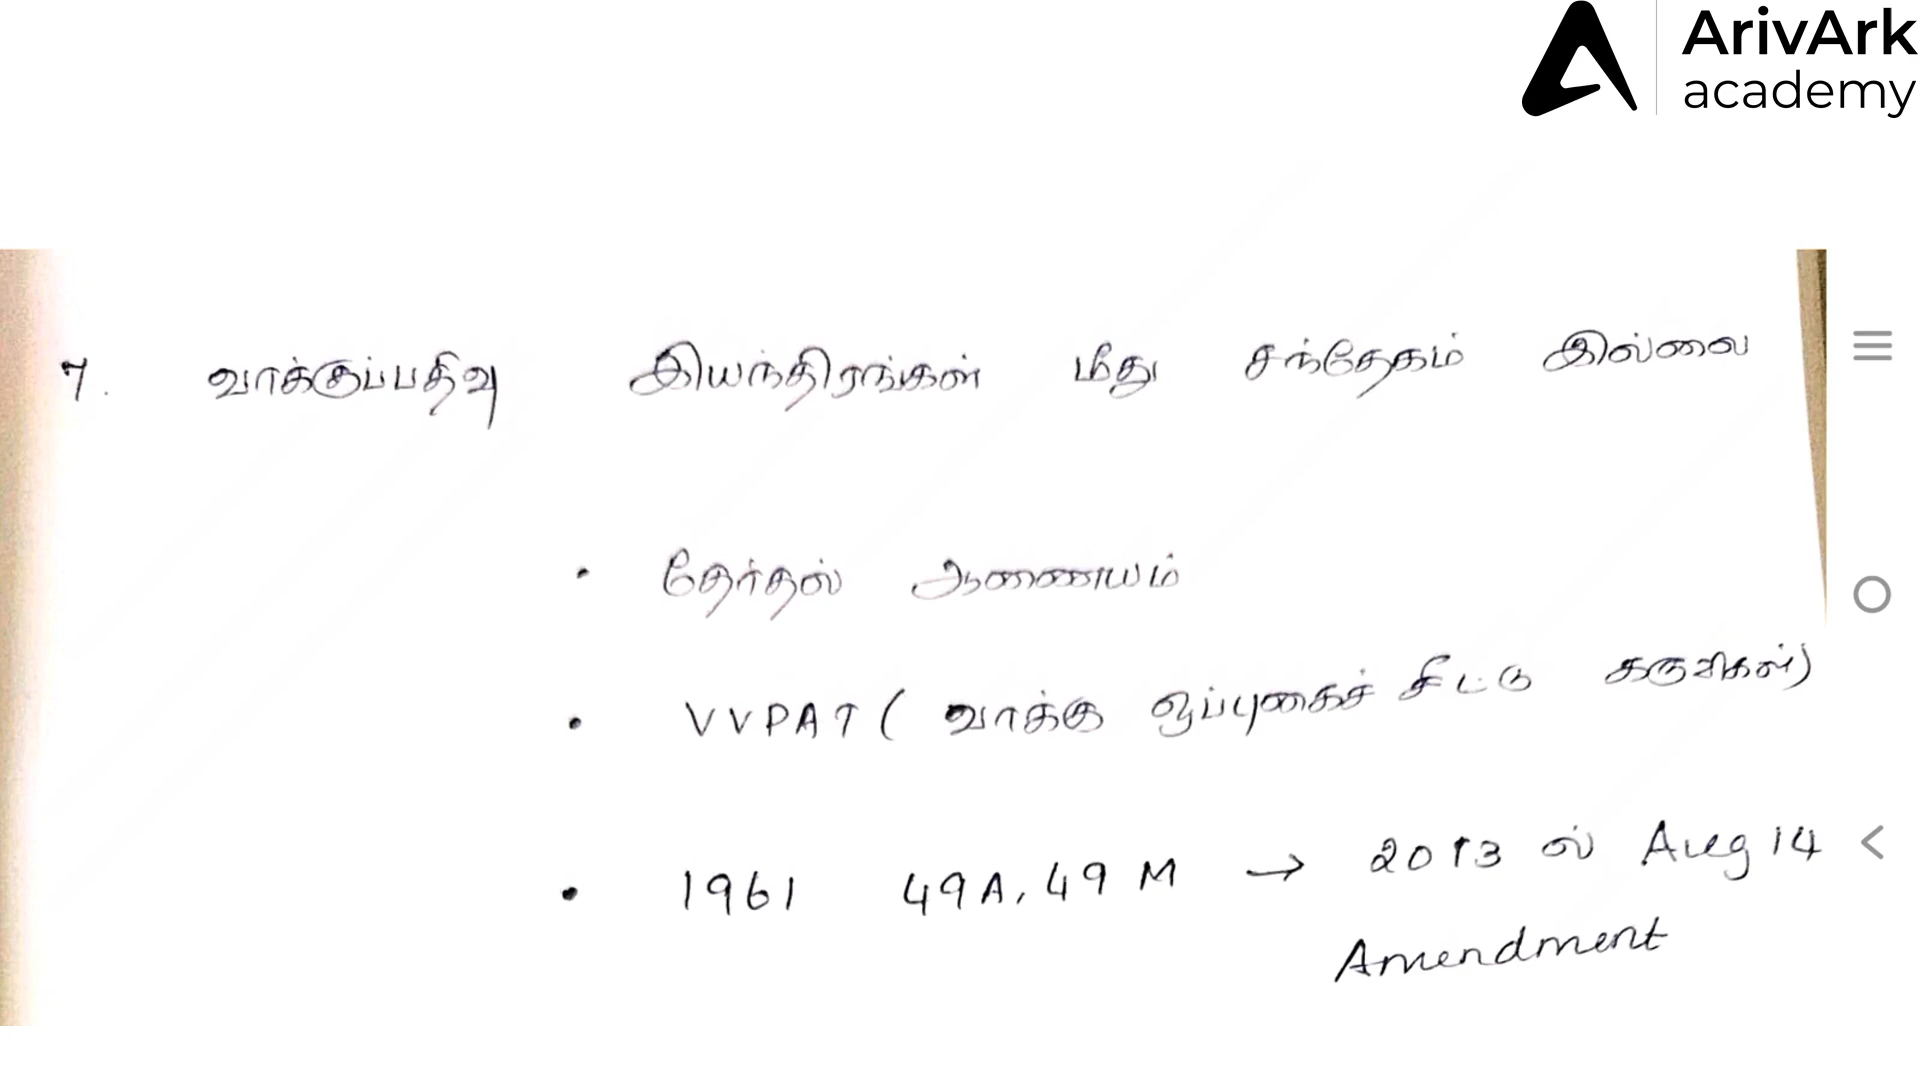 ArivArk
academy
7. வாக்குப்பதிவு இயந்திரங்கள் மீது சந்தேகம் இல்லை
• தேர்தல் ஆணையம்
• VVPAT ( வாக்கு ஒப்புகைச் சீட்டு கருவிகள்)
• 1961 49A, 49 M → 2013 ல் Aug 14
Amendment